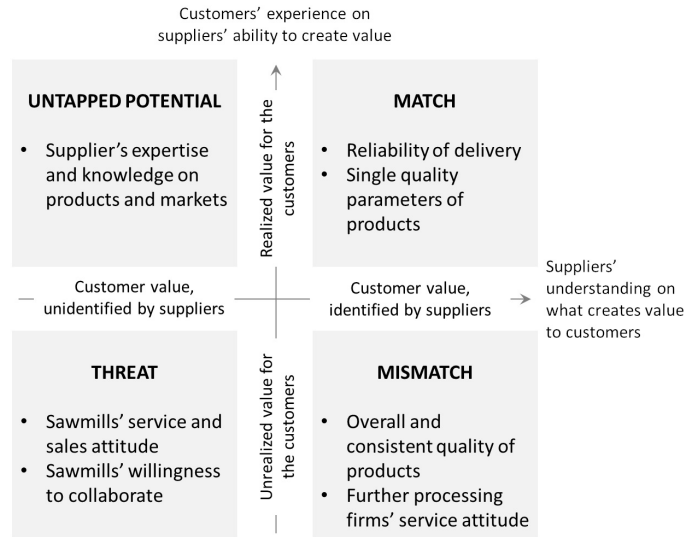 Customers' experience on
suppliers' ability to create value
UNTAPPED POTENTIAL
• Supplier's expertise
and knowledge on
products and markets
Realized value for the
customers
MATCH
• Reliability of delivery
• Single quality
parameters of
products
Customer value,
unidentified by suppliers
Customer value,
identified by suppliers
Suppliers'
understanding on
what creates value
to customers
THREAT
• Sawmills' service and
sales attitude
• Sawmills' willingness
to collaborate
Unrealized value for
the customers
MISMATCH
• Overall and
consistent quality of
products
• Further processing
firms' service attitude